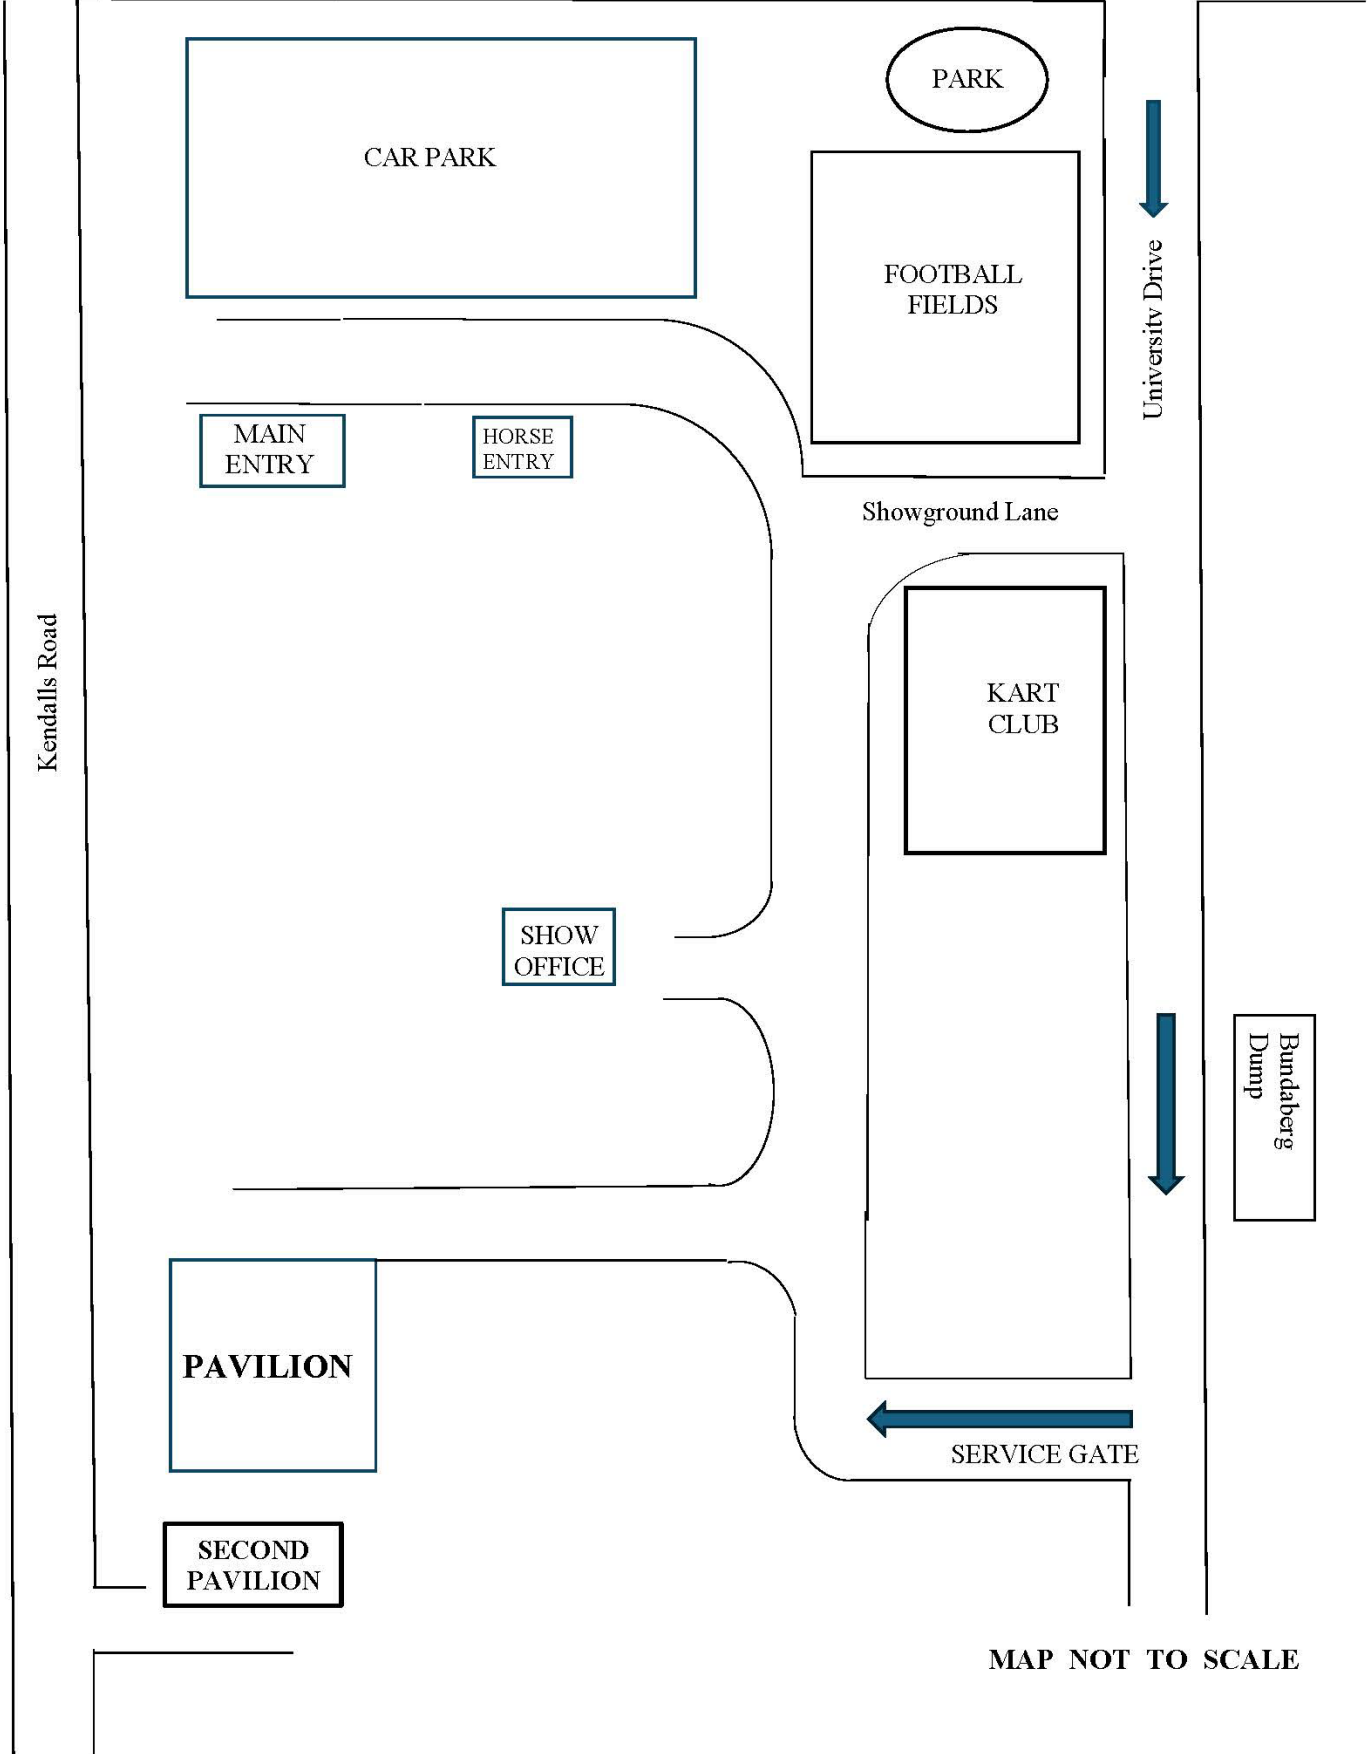 PARK
CAR PARK
FOOTBALL
FIELDS
University Drive
MAIN
ENTRY
HORSE
ENTRY
Showground Lane
Kendalls Road
KART
CLUB
SHOW
OFFICE
Bundaberg
Dump
PAVILION
SERVICE GATE
SECOND
PAVILION
MAP NOT TO SCALE